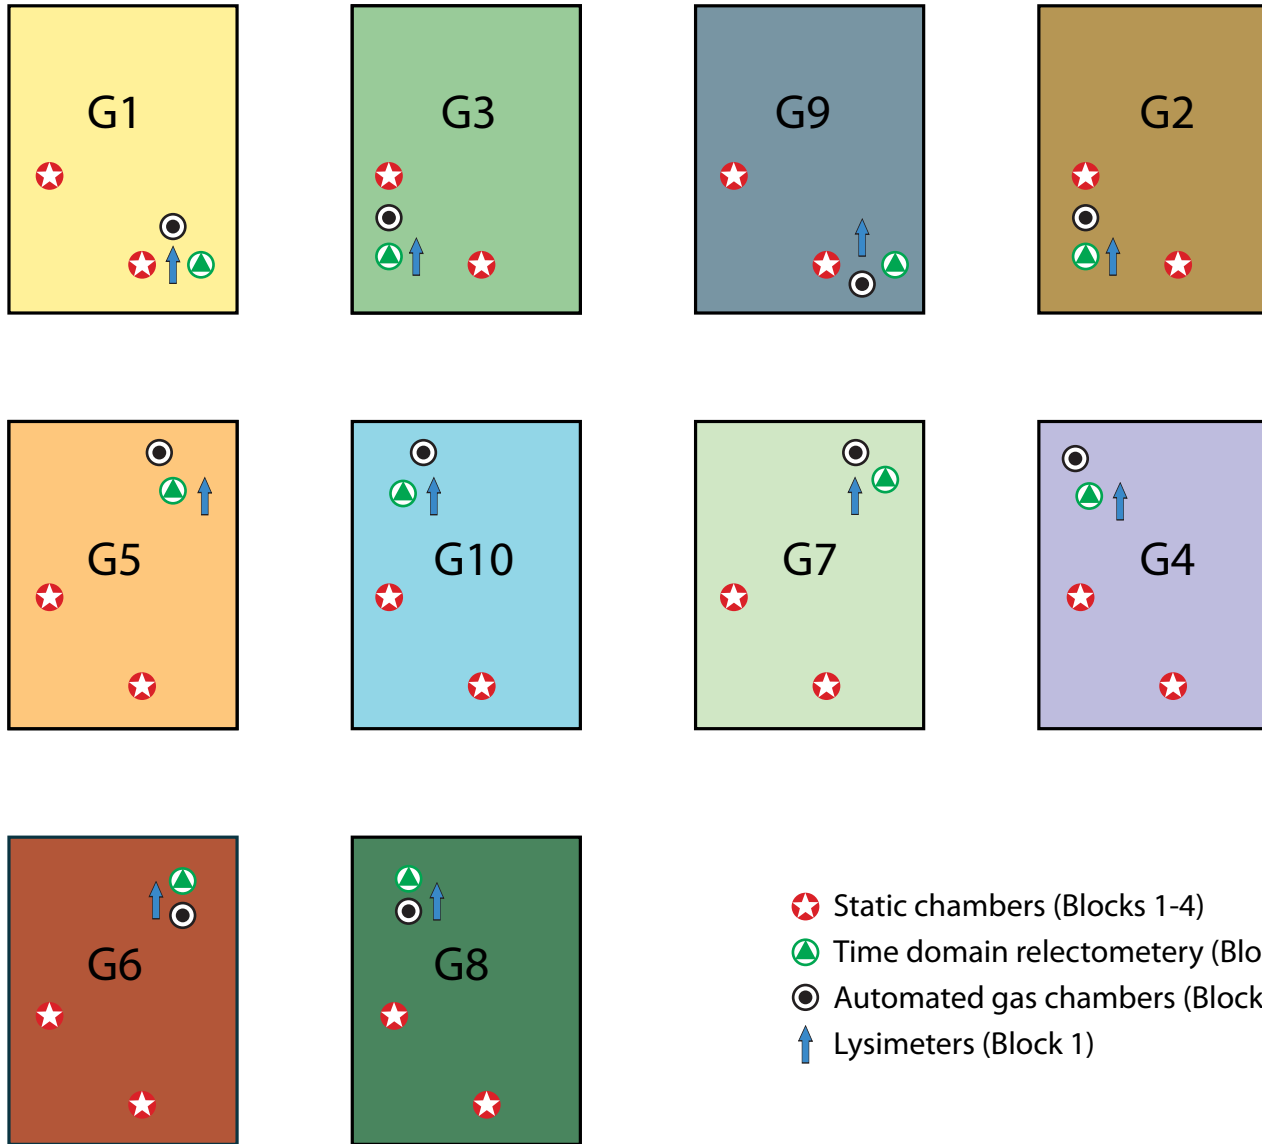 G1
G3
G9
G2
G5
G10
G7
G4
G6
G8
Static chambers (Blocks 1-4)
Time domain relectometery (Blo
Automated gas chambers (Block
Lysimeters (Block 1)